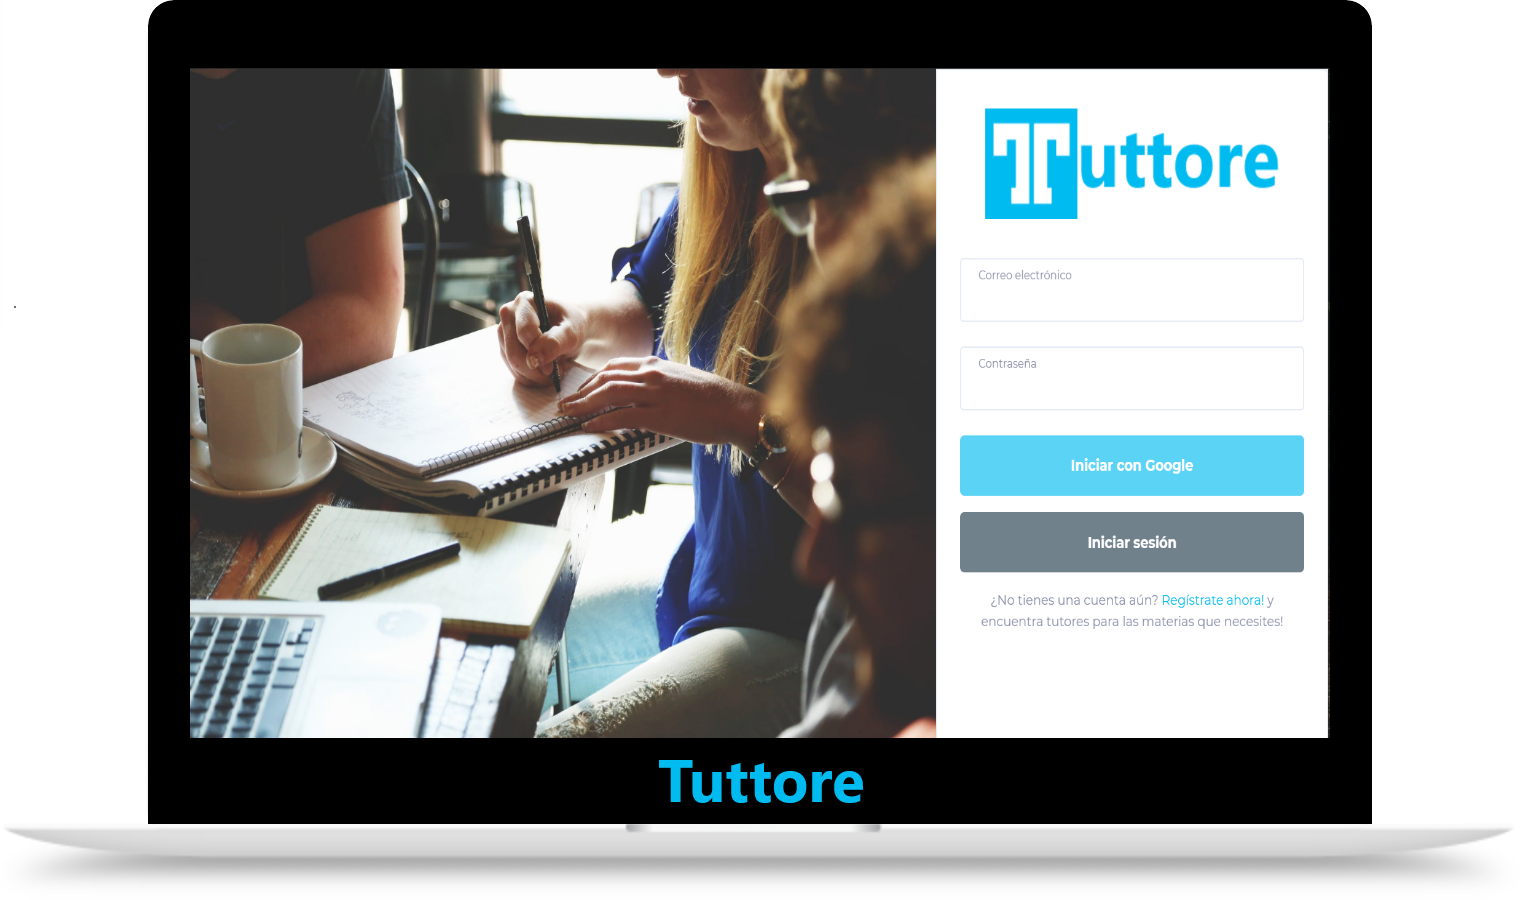 Tuttore
Correo electrónico
Contraseña
Iniciar con Google
Iniciar sesión
¿No tienes una cuenta aún? Regístrate ahora! y
encuentra tutores para las materias que necesites!
Tuttore